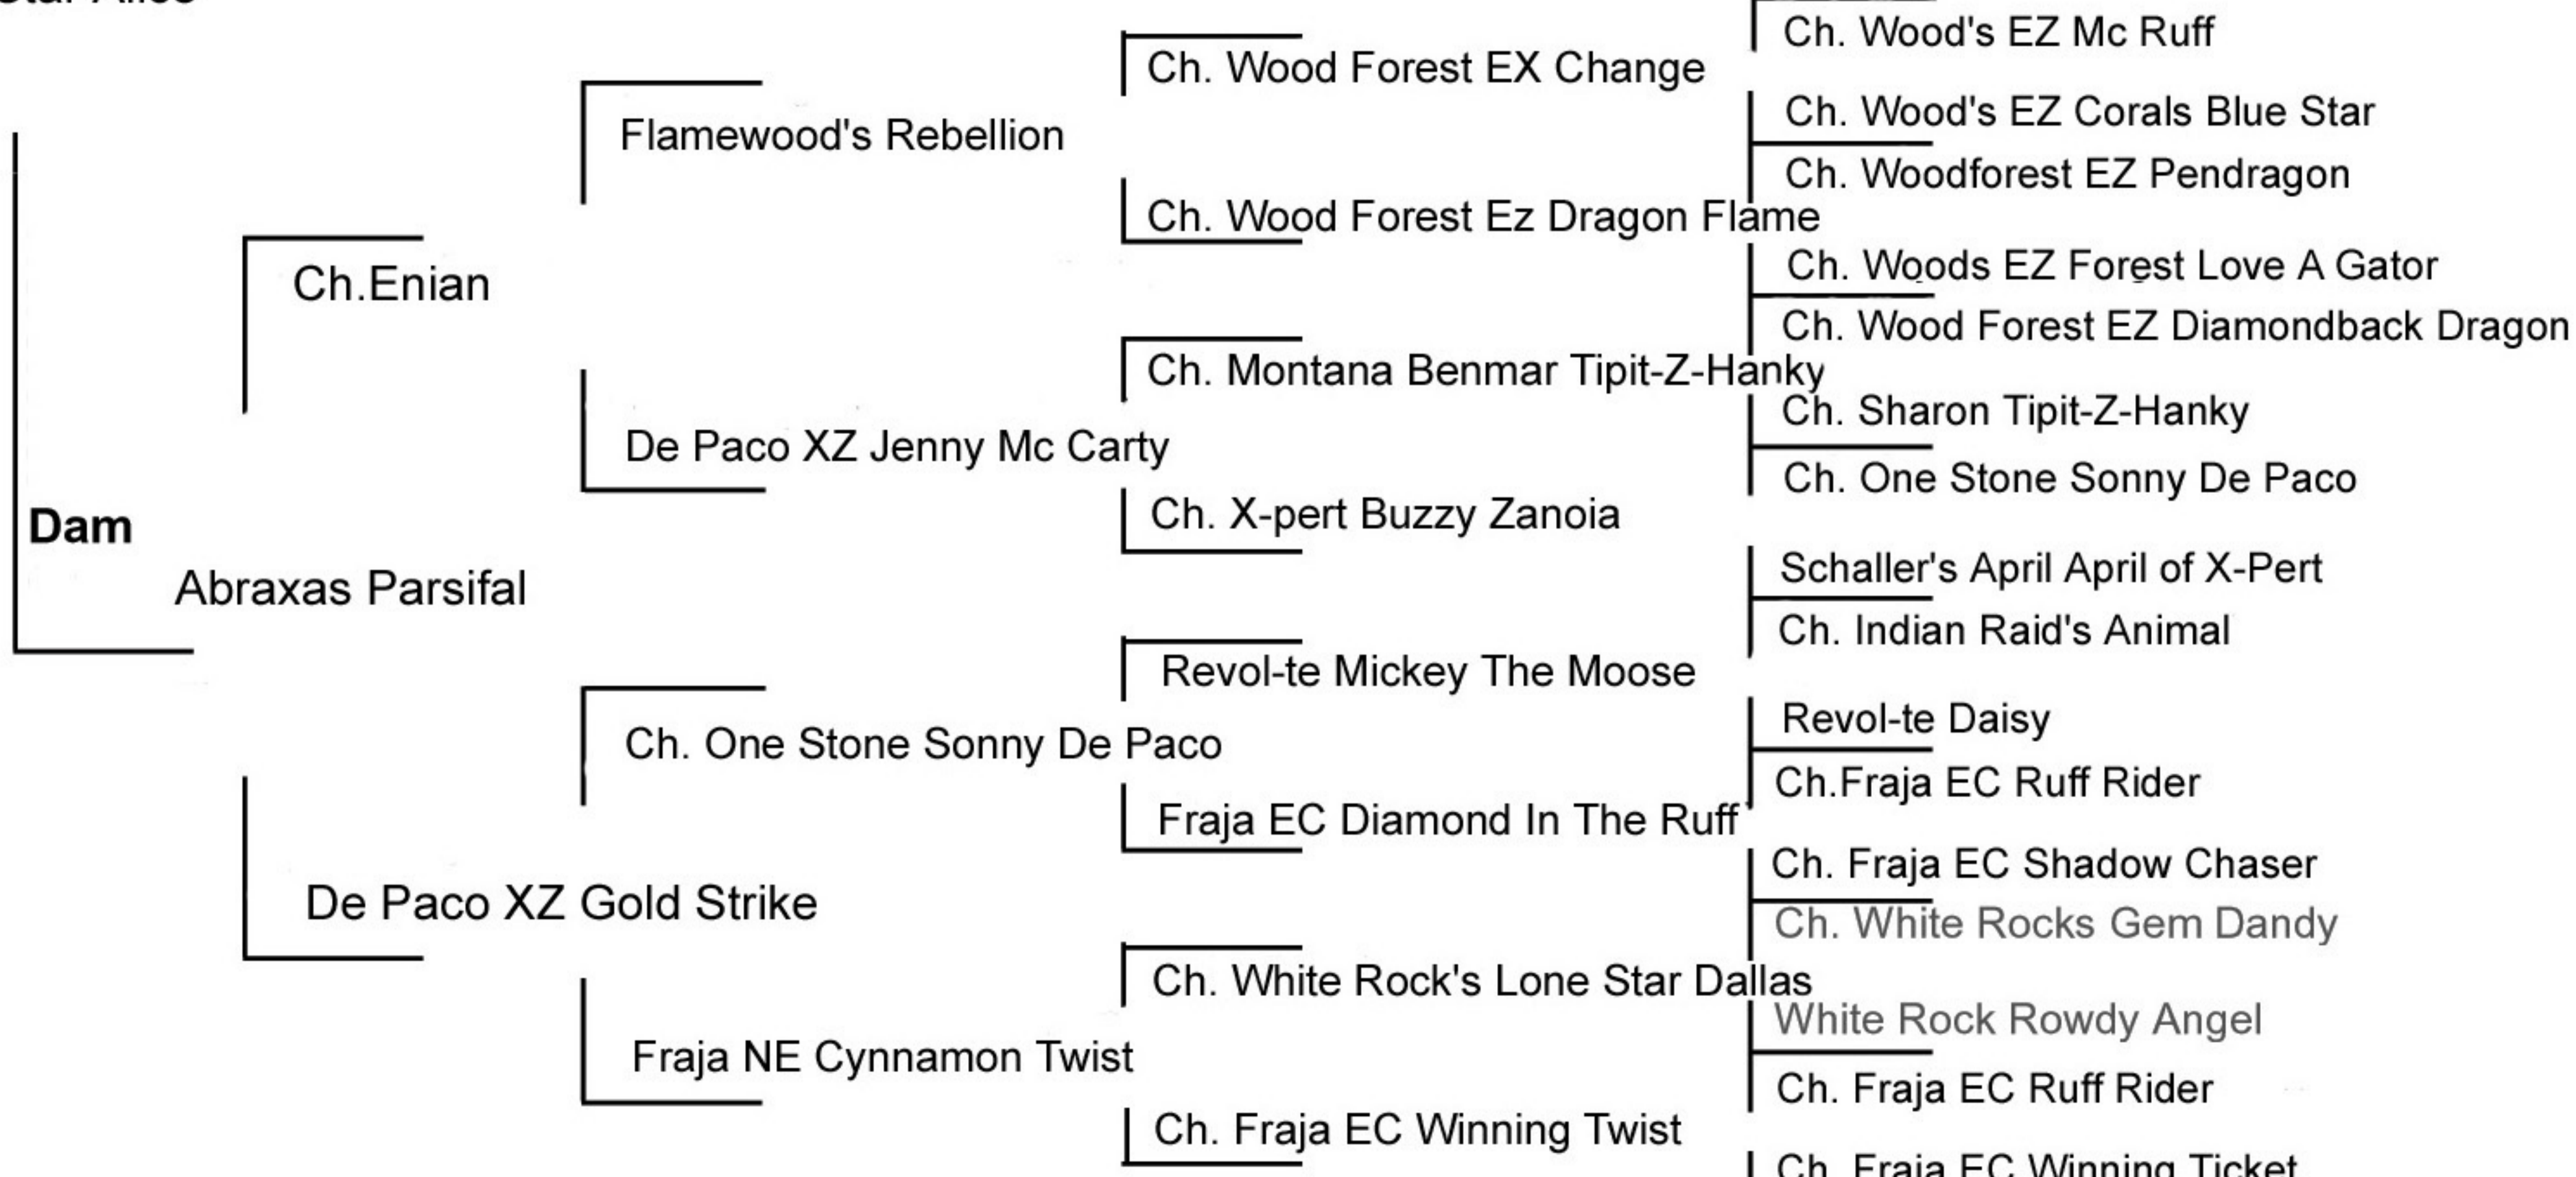 Ch. Wood's EZ Mc Ruff
Ch. Wood Forest EX Change
Ch. Wood's EZ Corals Blue Star
Flamewood's Rebellion
Ch. Woodforest EZ Pendragon
Ch. Wood Forest Ez Dragon Flame
Ch. Woods EZ Forest Love A Gator
Ch.Enian
Ch. Wood Forest EZ Diamondback Dragon
Ch. Montana Benmar Tipit-Z-Hanky
Ch. Sharon Tipit-Z-Hanky
De Paco XZ Jenny Mc Carty
Ch. One Stone Sonny De Paco
Ch. X-pert Buzzy Zanoia
Dam
Schaller's April April of X-Pert
Abraxas Parsifal
Ch. Indian Raid's Animal
Revol-te Mickey The Moose
Revol-te Daisy
Ch. One Stone Sonny De Paco
Ch.Fraja EC Ruff Rider
Fraja EC Diamond In The Ruff
Ch. Fraja EC Shadow Chaser
De Paco XZ Gold Strike
Ch. White Rocks Gem Dandy
Ch. White Rock's Lone Star Dallas
White Rock Rowdy Angel
Fraja NE Cynnamon Twist
Ch. Fraja EC Ruff Rider
Ch. Fraja EC Winning Twist
Ch. Fraja EC Winning Ticket